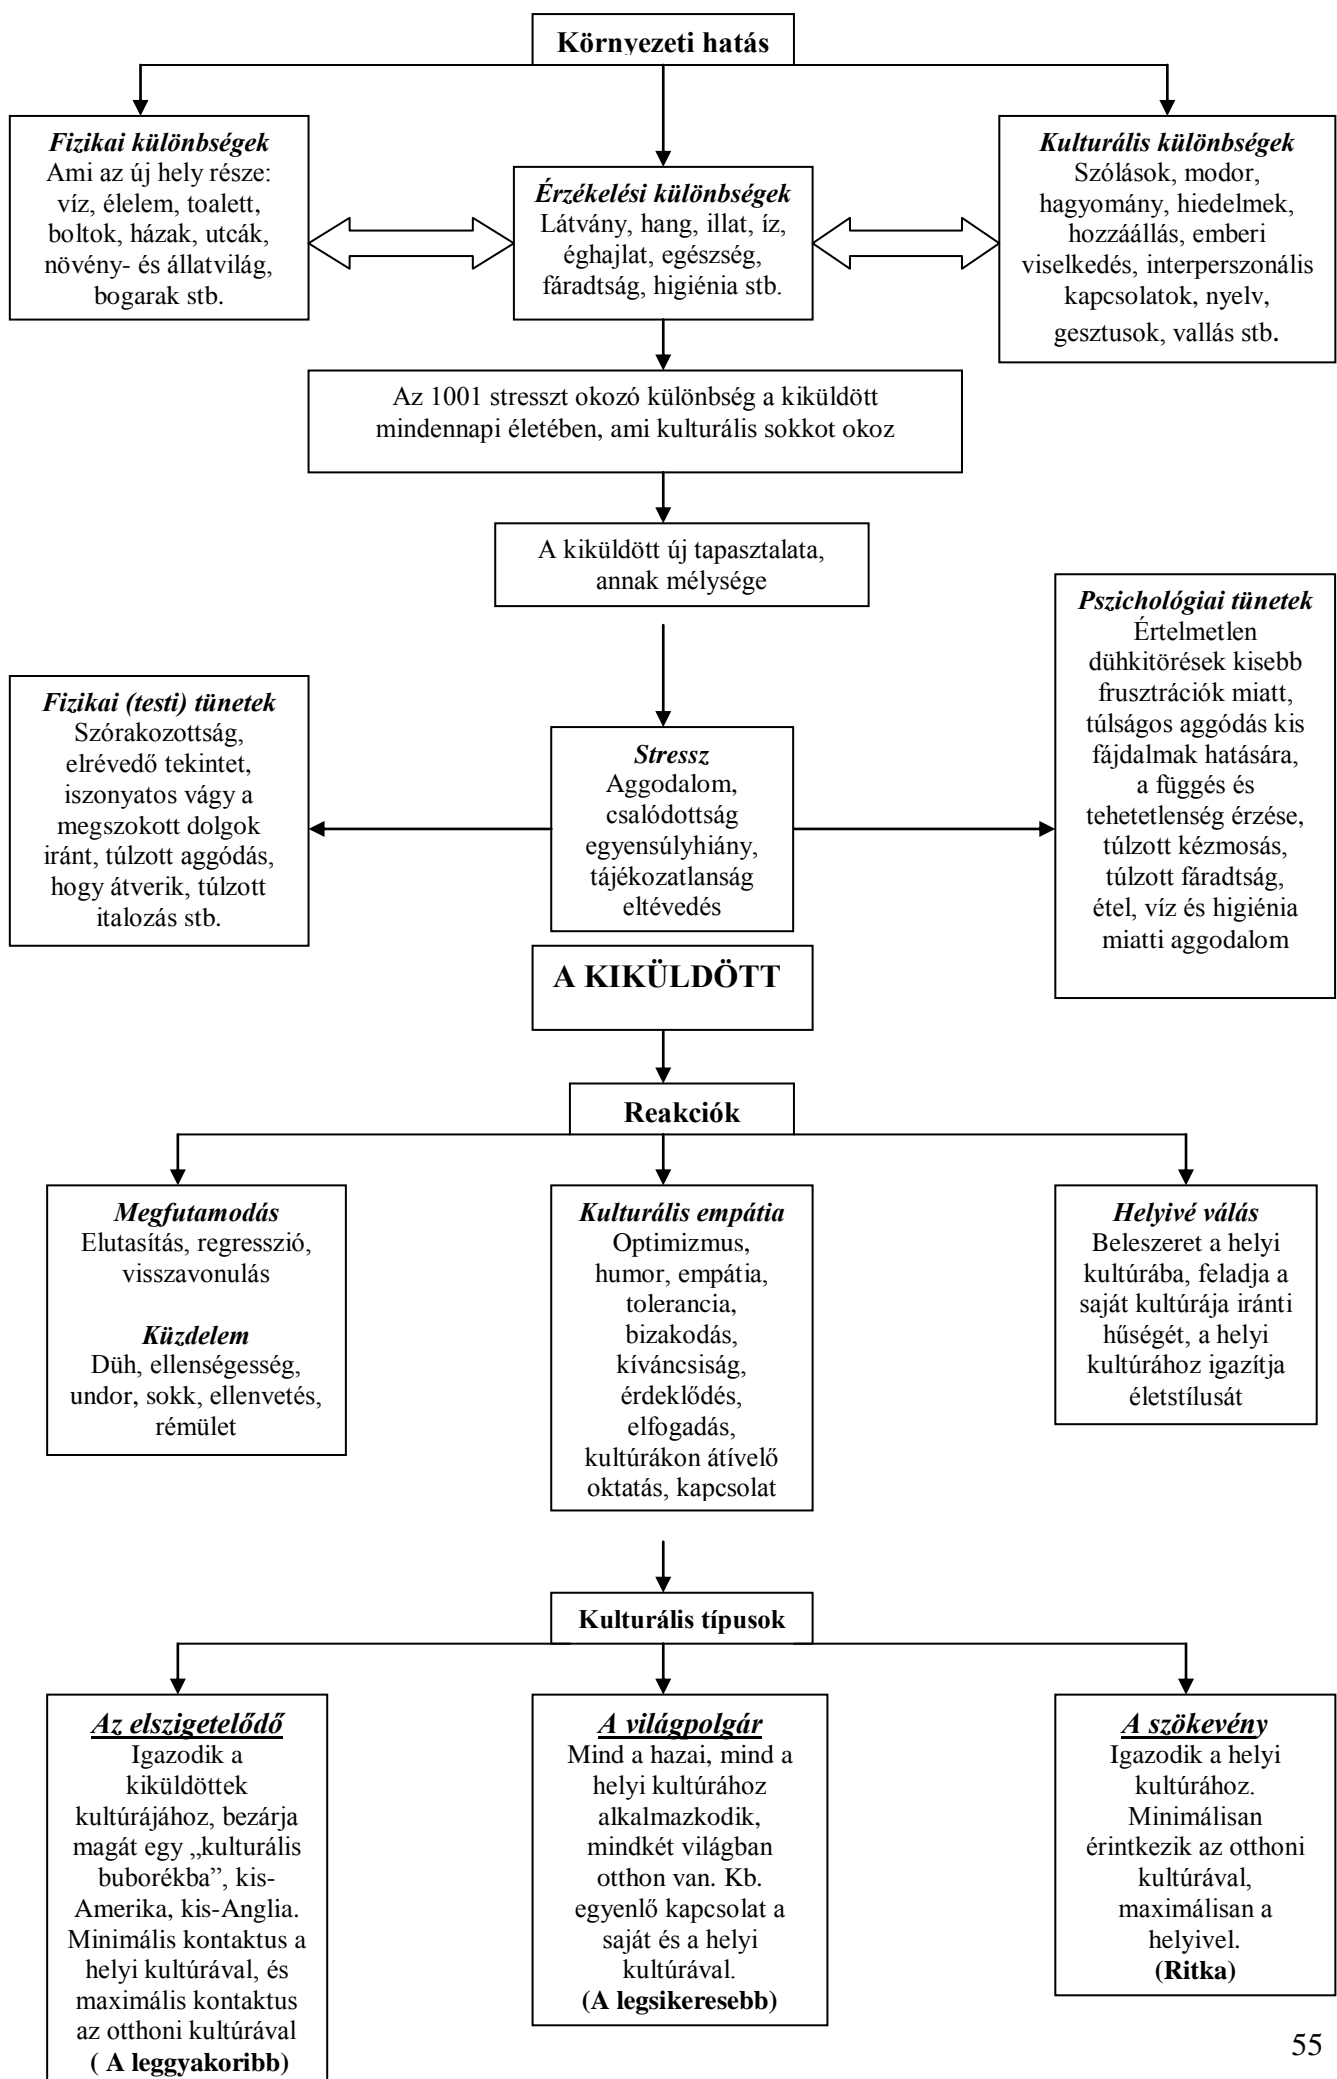 Környezeti hatás
Fizikai különbségek
Ami az új hely része:
víz, élelem, toalett,
boltok, házak, utcák,
növény- és állatvilág,
bogarak stb.
Érzékelési különbségek
Látvány, hang, illat, íz,
éghajlat, egészség,
fáradtság, higiénia stb.
Kulturális különbségek
Szólások, modor,
hagyomány, hiedelmek,
hozzáállás, emberi
viselkedés, interperszonális
kapcsolatok, nyelv,
gesztusok, vallás stb.
Az 1001 stresszt okozó különbség a kiküldött
mindennapi életében, ami kulturális sokkot okoz
A kiküldött új tapasztalata,
annak mélysége
Fizikai (testi) tünetek
Szórakozottság,
elrévedő tekintet,
iszonyatos vágy a
megszokott dolgok
iránt, túlzott aggódás,
hogy átverik, túlzott
italozás stb.
Stressz
Aggodalom,
csalódottság
egyensúlyhiány,
tájékozatlanság
eltévedés
Pszichológiai tünetek
Értelmetlen
dühkitörések kisebb
frusztrációk miatt,
túlságos aggódás kis
fájdalmak hatására,
a függés és
tehetetlenség érzése,
túlzott kézmosás,
túlzott fáradtság,
étel, víz és higiénia
miatti aggodalom
A KIKÜLDÖTT
Reakciók
Megfutamodás
Elutasítás, regresszió,
visszavonulás
Küzdelem
Düh, ellenségesség,
undor, sokk, ellenvetés,
rémület
Kulturális empátia
Optimizmus,
humor, empátia,
tolerancia,
bizakodás,
kíváncsiság,
érdeklődés,
elfogadás,
kultúrákon átívelő
oktatás, kapcsolat
Helyivé válás
Beleszeret a helyi
kultúrába, feladja a
saját kultúrája iránti
hűségét, a helyi
kultúrához igazítja
életstílusát
Kulturális típusok
Az elszigetelődő
Igazodik a
kiküldöttek
kultúrájához, bezárja
magát egy „kulturális
buborékba”, kis-
Amerika, kis-Anglia.
Minimális kontaktus a
helyi kultúrával, és
maximális kontaktus
az otthoni kultúrával
( A leggyakoribb)
A világpolgár
Mind a hazai, mind a
helyi kultúrához
alkalmazkodik,
mindkét világban
otthon van. Kb.
egyenlő kapcsolat a
saját és a helyi
kultúrával.
(A legsikeresebb)
A szökevény
Igazodik a helyi
kultúrához.
Minimálisan
érintkezik az otthoni
kultúrával,
maximálisan a
helyivel.
(Ritka)
55